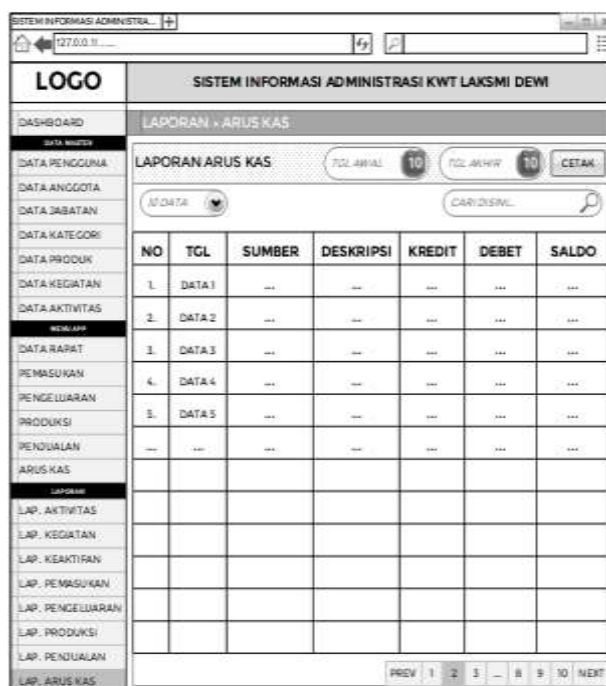 SISTEM INFORMASI ADMINISTRA...
127.0.0.1!........
LOGO
SISTEM INFORMASI ADMINISTRASI KWT LAKSMI DEWI
DASHBOARD
DATA MASTER
DATA PENGGUNA
DATA ANGGOTA
DATA JABATAN
DATA KATEGORI
DATA PRODUK
DATA KEGIATAN
DATA AKTIVITAS
MENU APP
DATA RAPAT
PEMASUKAN
PENGELUARAN
PRODUKSI
PENJUALAN
ARUS KAS
LAPORAN
LAP. AKTIVITAS
LAP. KEGIATAN
LAP. KEAKTIFAN
LAP. PEMASUKAN
LAP. PENGELUARAN
LAP. PRODUKSI
LAP. PENJUALAN
LAP. ARUS KAS
LAPORAN > ARUS KAS
LAPORAN ARUS KAS TGL AWAL 10 TGL AKHIR 10 CETAK
10 DATA CARI DISINI...
NO TGL SUMBER DESKRIPSI KREDIT DEBET SALDO
1. DATA 1 ... ... ... ... ...
2. DATA 2 ... ... ... ... ...
3. DATA 3 ... ... ... ... ...
4. DATA 4 ... ... ... ... ...
5. DATA 5 ... ... ... ... ...
... ... ... ... ... ... ...
PREV 1 2 3 ... 8 9 10 NEXT